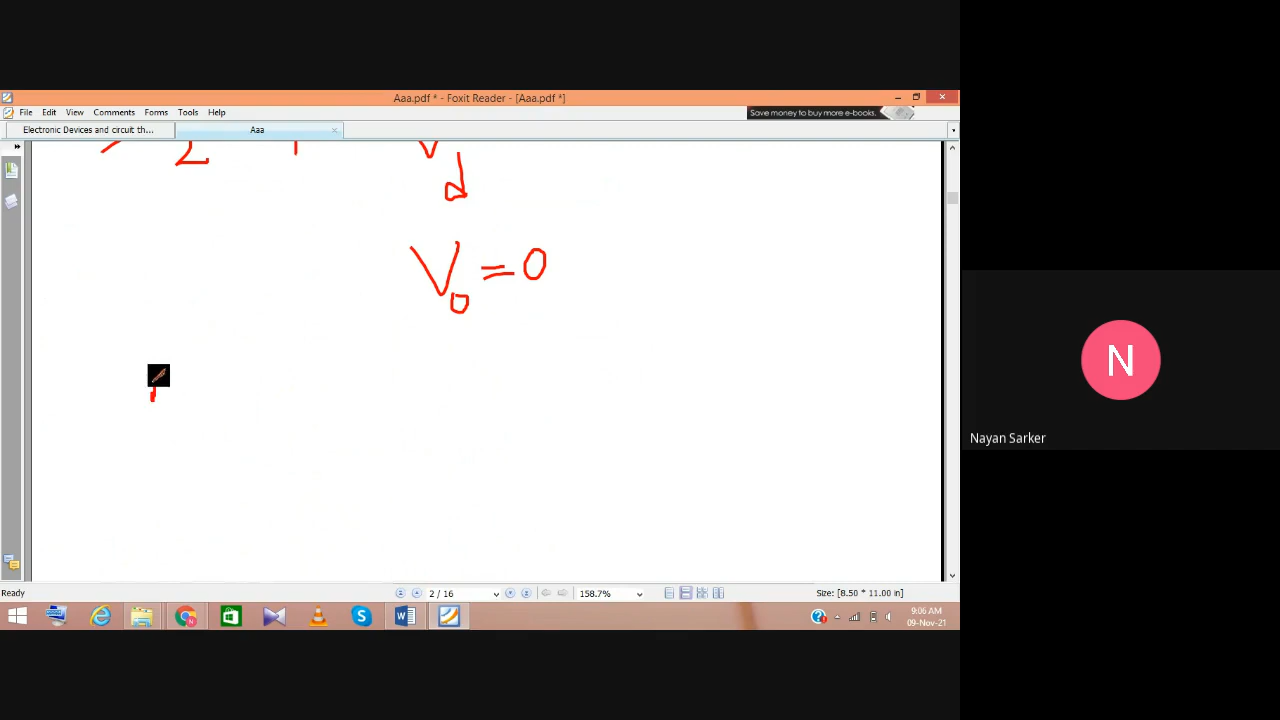 Aaa.pdf * - Foxit Reader - [Aaa.pdf *]
File Edit View Comments Forms Tools Help
Save money to buy more e-books.
Electronic Devices and circuit th... Aaa
2
d
V₀ = 0
N
Nayan Sarker
Ready 2 / 16 158.7% Size: [8.50 * 11.00 in]
9:06 AM
09-Nov-21